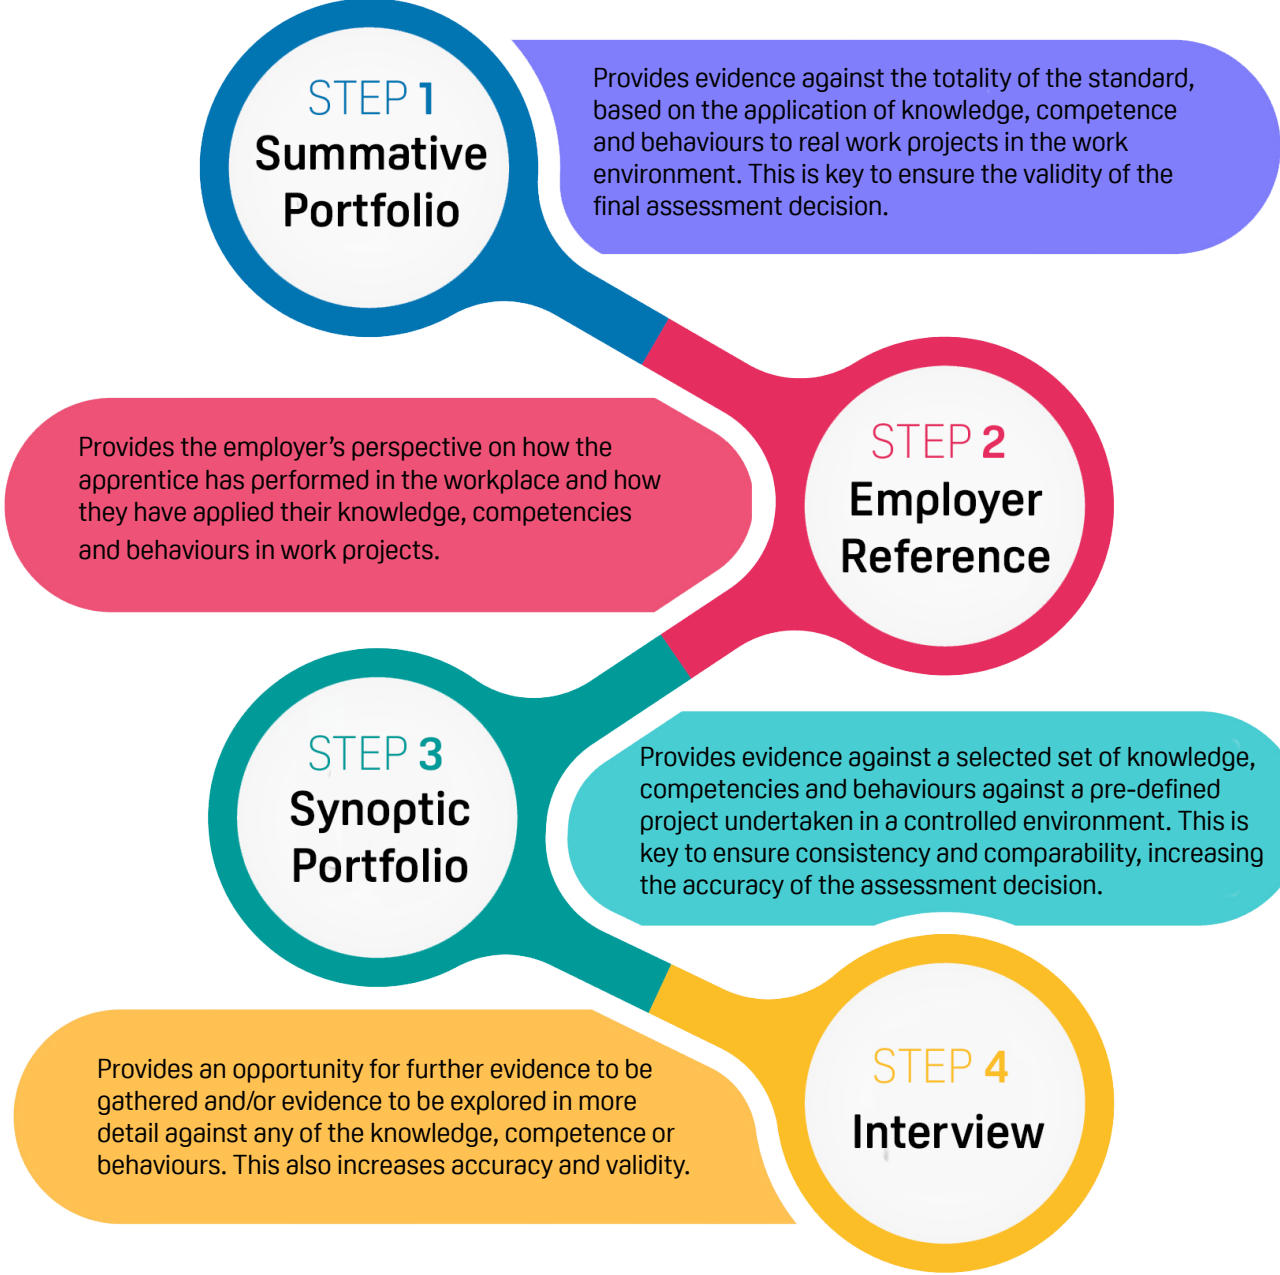 STEP 1
Summative
Portfolio
Provides evidence against the totality of the standard,
based on the application of knowledge, competence
and behaviours to real work projects in the work
environment. This is key to ensure the validity of the
final assessment decision.
STEP 2
Employer
Reference
Provides the employer’s perspective on how the
apprentice has performed in the workplace and how
they have applied their knowledge, competencies
and behaviours in work projects.
STEP 3
Synoptic
Portfolio
Provides evidence against a selected set of knowledge,
competencies and behaviours against a pre-defined
project undertaken in a controlled environment. This is
key to ensure consistency and comparability, increasing
the accuracy of the assessment decision.
STEP 4
Interview
Provides an opportunity for further evidence to be
gathered and/or evidence to be explored in more
detail against any of the knowledge, competence or
behaviours. This also increases accuracy and validity.